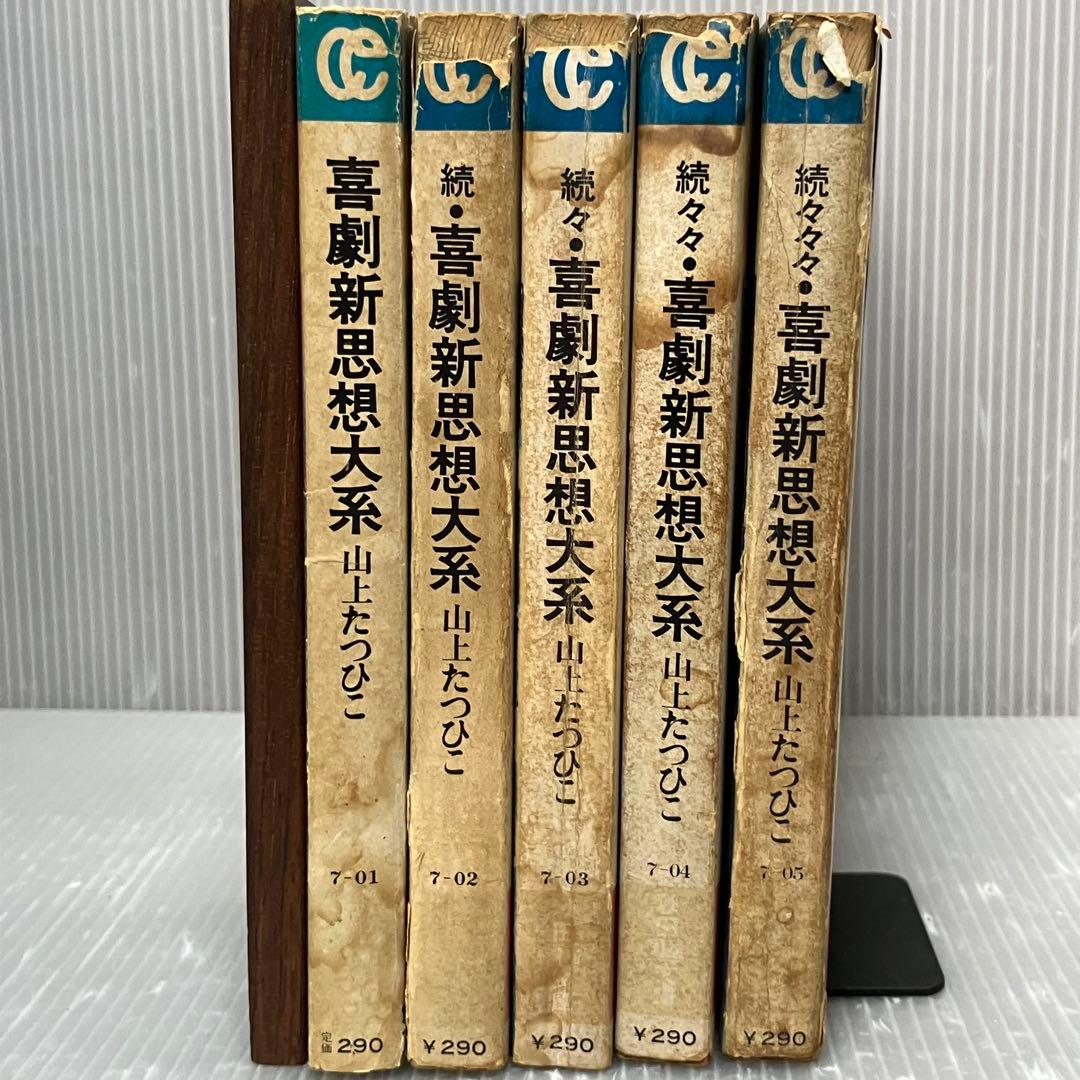 喜劇新思想大系 山上たつひこ
7-01
定価 290
続・喜劇新思想大系 山上たつひこ
7-02
¥290
続々・喜劇新思想大系 山上たつひこ
7-03
¥290
続々々・喜劇新思想大系 山上たつひこ
7-04
¥290
続々々々・喜劇新思想大系 山上たつひこ
7-05
¥290